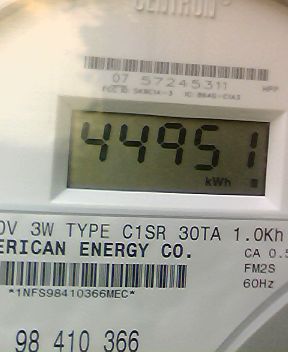 CENTRON®
07 57245311
44951
kWh
0V 3W TYPE C1SR 30TA 1.0Kh
ERICAN ENERGY CO.
CA 0.5
FM2S
60Hz
*1NFS98410366MEC*
98 410 366